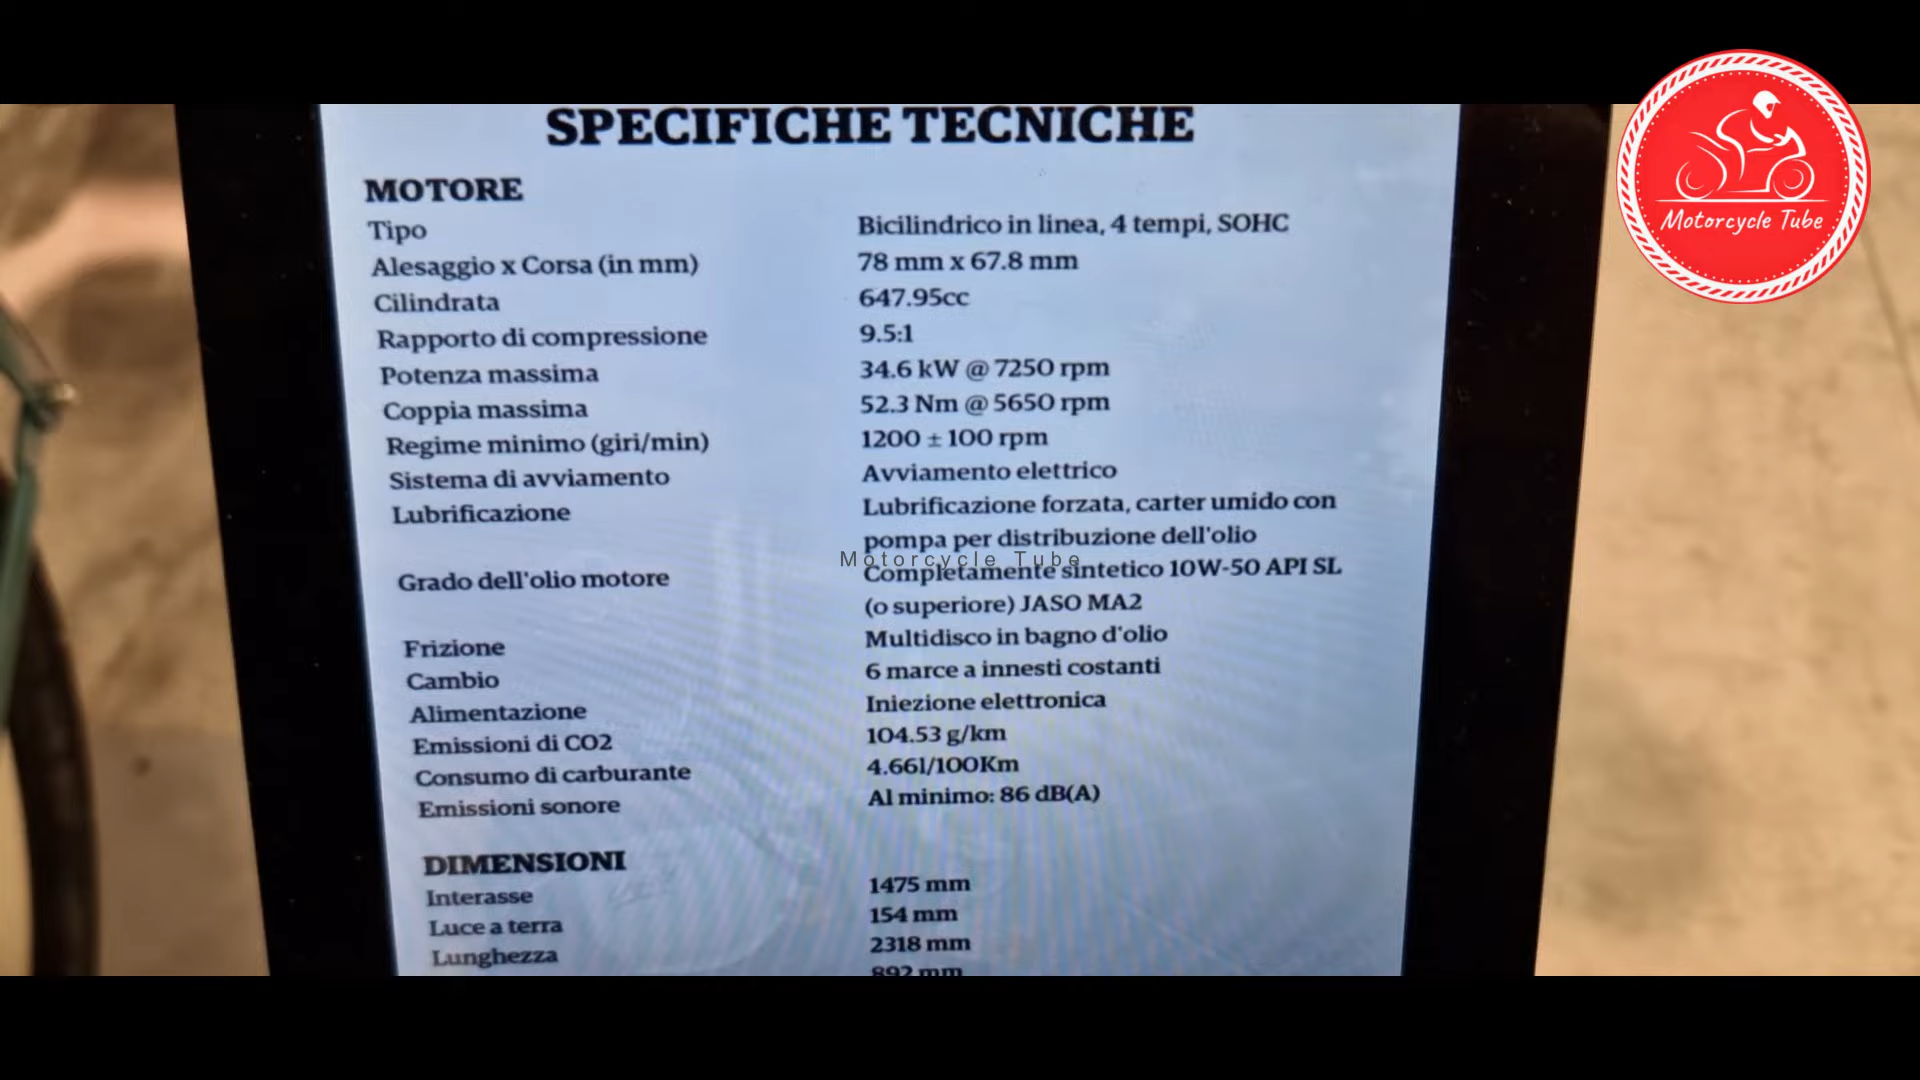 SPECIFICHE TECNICHE
MOTORE
Tipo Bicilindrico in linea, 4 tempi, SOHC
Alesaggio x Corsa (in mm) 78 mm x 67.8 mm
Cilindrata 647.95cc
Rapporto di compressione 9.5:1
Potenza massima 34.6 kW @ 7250 rpm
Coppia massima 52.3 Nm @ 5650 rpm
Regime minimo (giri/min) 1200 ± 100 rpm
Sistema di avviamento Avviamento elettrico
Lubrificazione Lubrificazione forzata, carter umido con
pompa per distribuzione dell'olio
Grado dell'olio motore Completamente sintetico 10W-50 API SL
(o superiore) JASO MA2
Frizione Multidisco in bagno d'olio
Cambio 6 marce a innesti costanti
Alimentazione Iniezione elettronica
Emissioni di CO2 104.53 g/km
Consumo di carburante 4.66l/100Km
Emissioni sonore Al minimo: 86 dB(A)
DIMENSIONI
Interasse 1475 mm
Luce a terra 154 mm
Lunghezza 2318 mm
892 mm
Motorcycle Tube
Motorcycle Tube